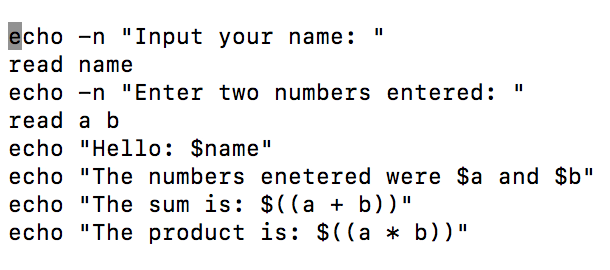 echo -n "Input your name: "
read name
echo -n "Enter two numbers entered: "
read a b
echo "Hello: $name"
echo "The numbers enetered were $a and $b"
echo "The sum is: $((a + b))"
echo "The product is: $((a * b))"